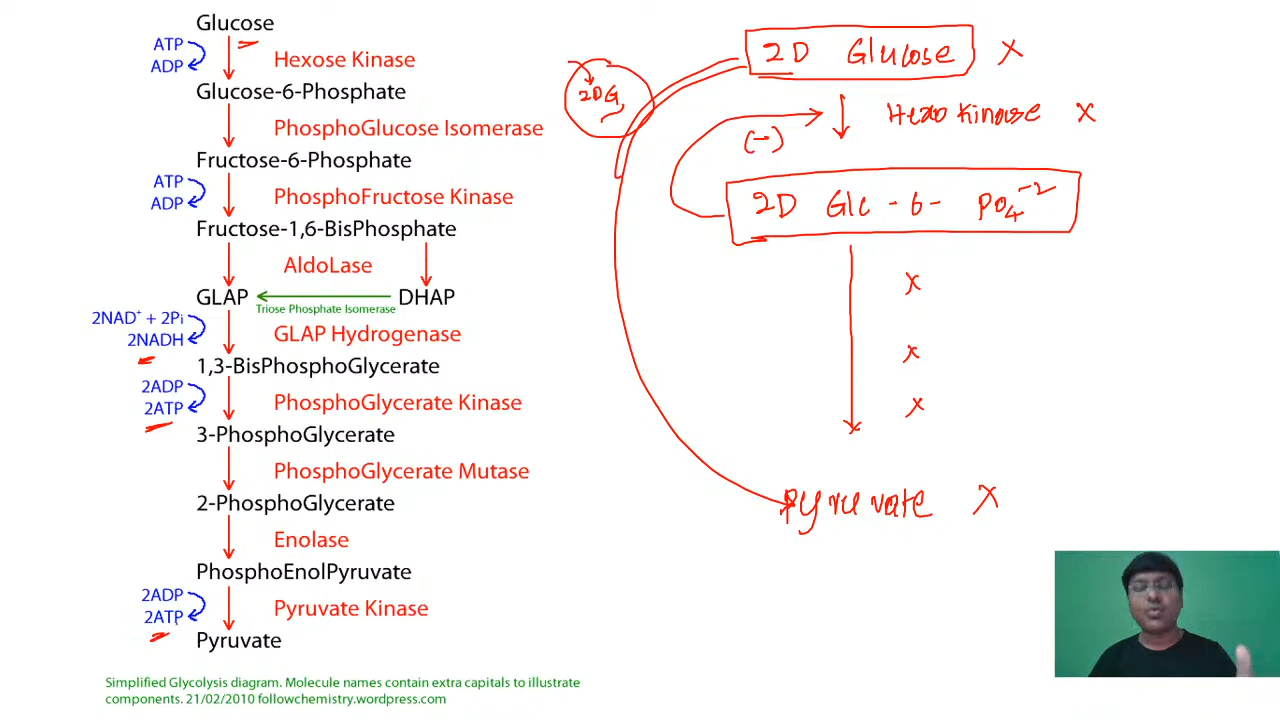 Glucose
ATP
ADP
Hexose Kinase
Glucose-6-Phosphate
PhosphoGlucose Isomerase
Fructose-6-Phosphate
ATP
ADP
PhosphoFructose Kinase
Fructose-1,6-BisPhosphate
AldoLase
GLAP
DHAP
Triose Phosphate Isomerase
2NAD⁺ + 2Pi
2NADH
GLAP Hydrogenase
1,3-BisPhosphoGlycerate
2ADP
2ATP
PhosphoGlycerate Kinase
3-PhosphoGlycerate
PhosphoGlycerate Mutase
2-PhosphoGlycerate
Enolase
PhosphoEnolPyruvate
2ADP
2ATP
Pyruvate Kinase
Pyruvate
Simplified Glycolysis diagram. Molecule names contain extra capitals to illustrate
components. 21/02/2010 followchemistry.wordpress.com
2DG
2D Glucose X
Hexo Kinase X
(-)
2D Glc - 6 - PO₄⁻²
X
X
X
Pyruvate X